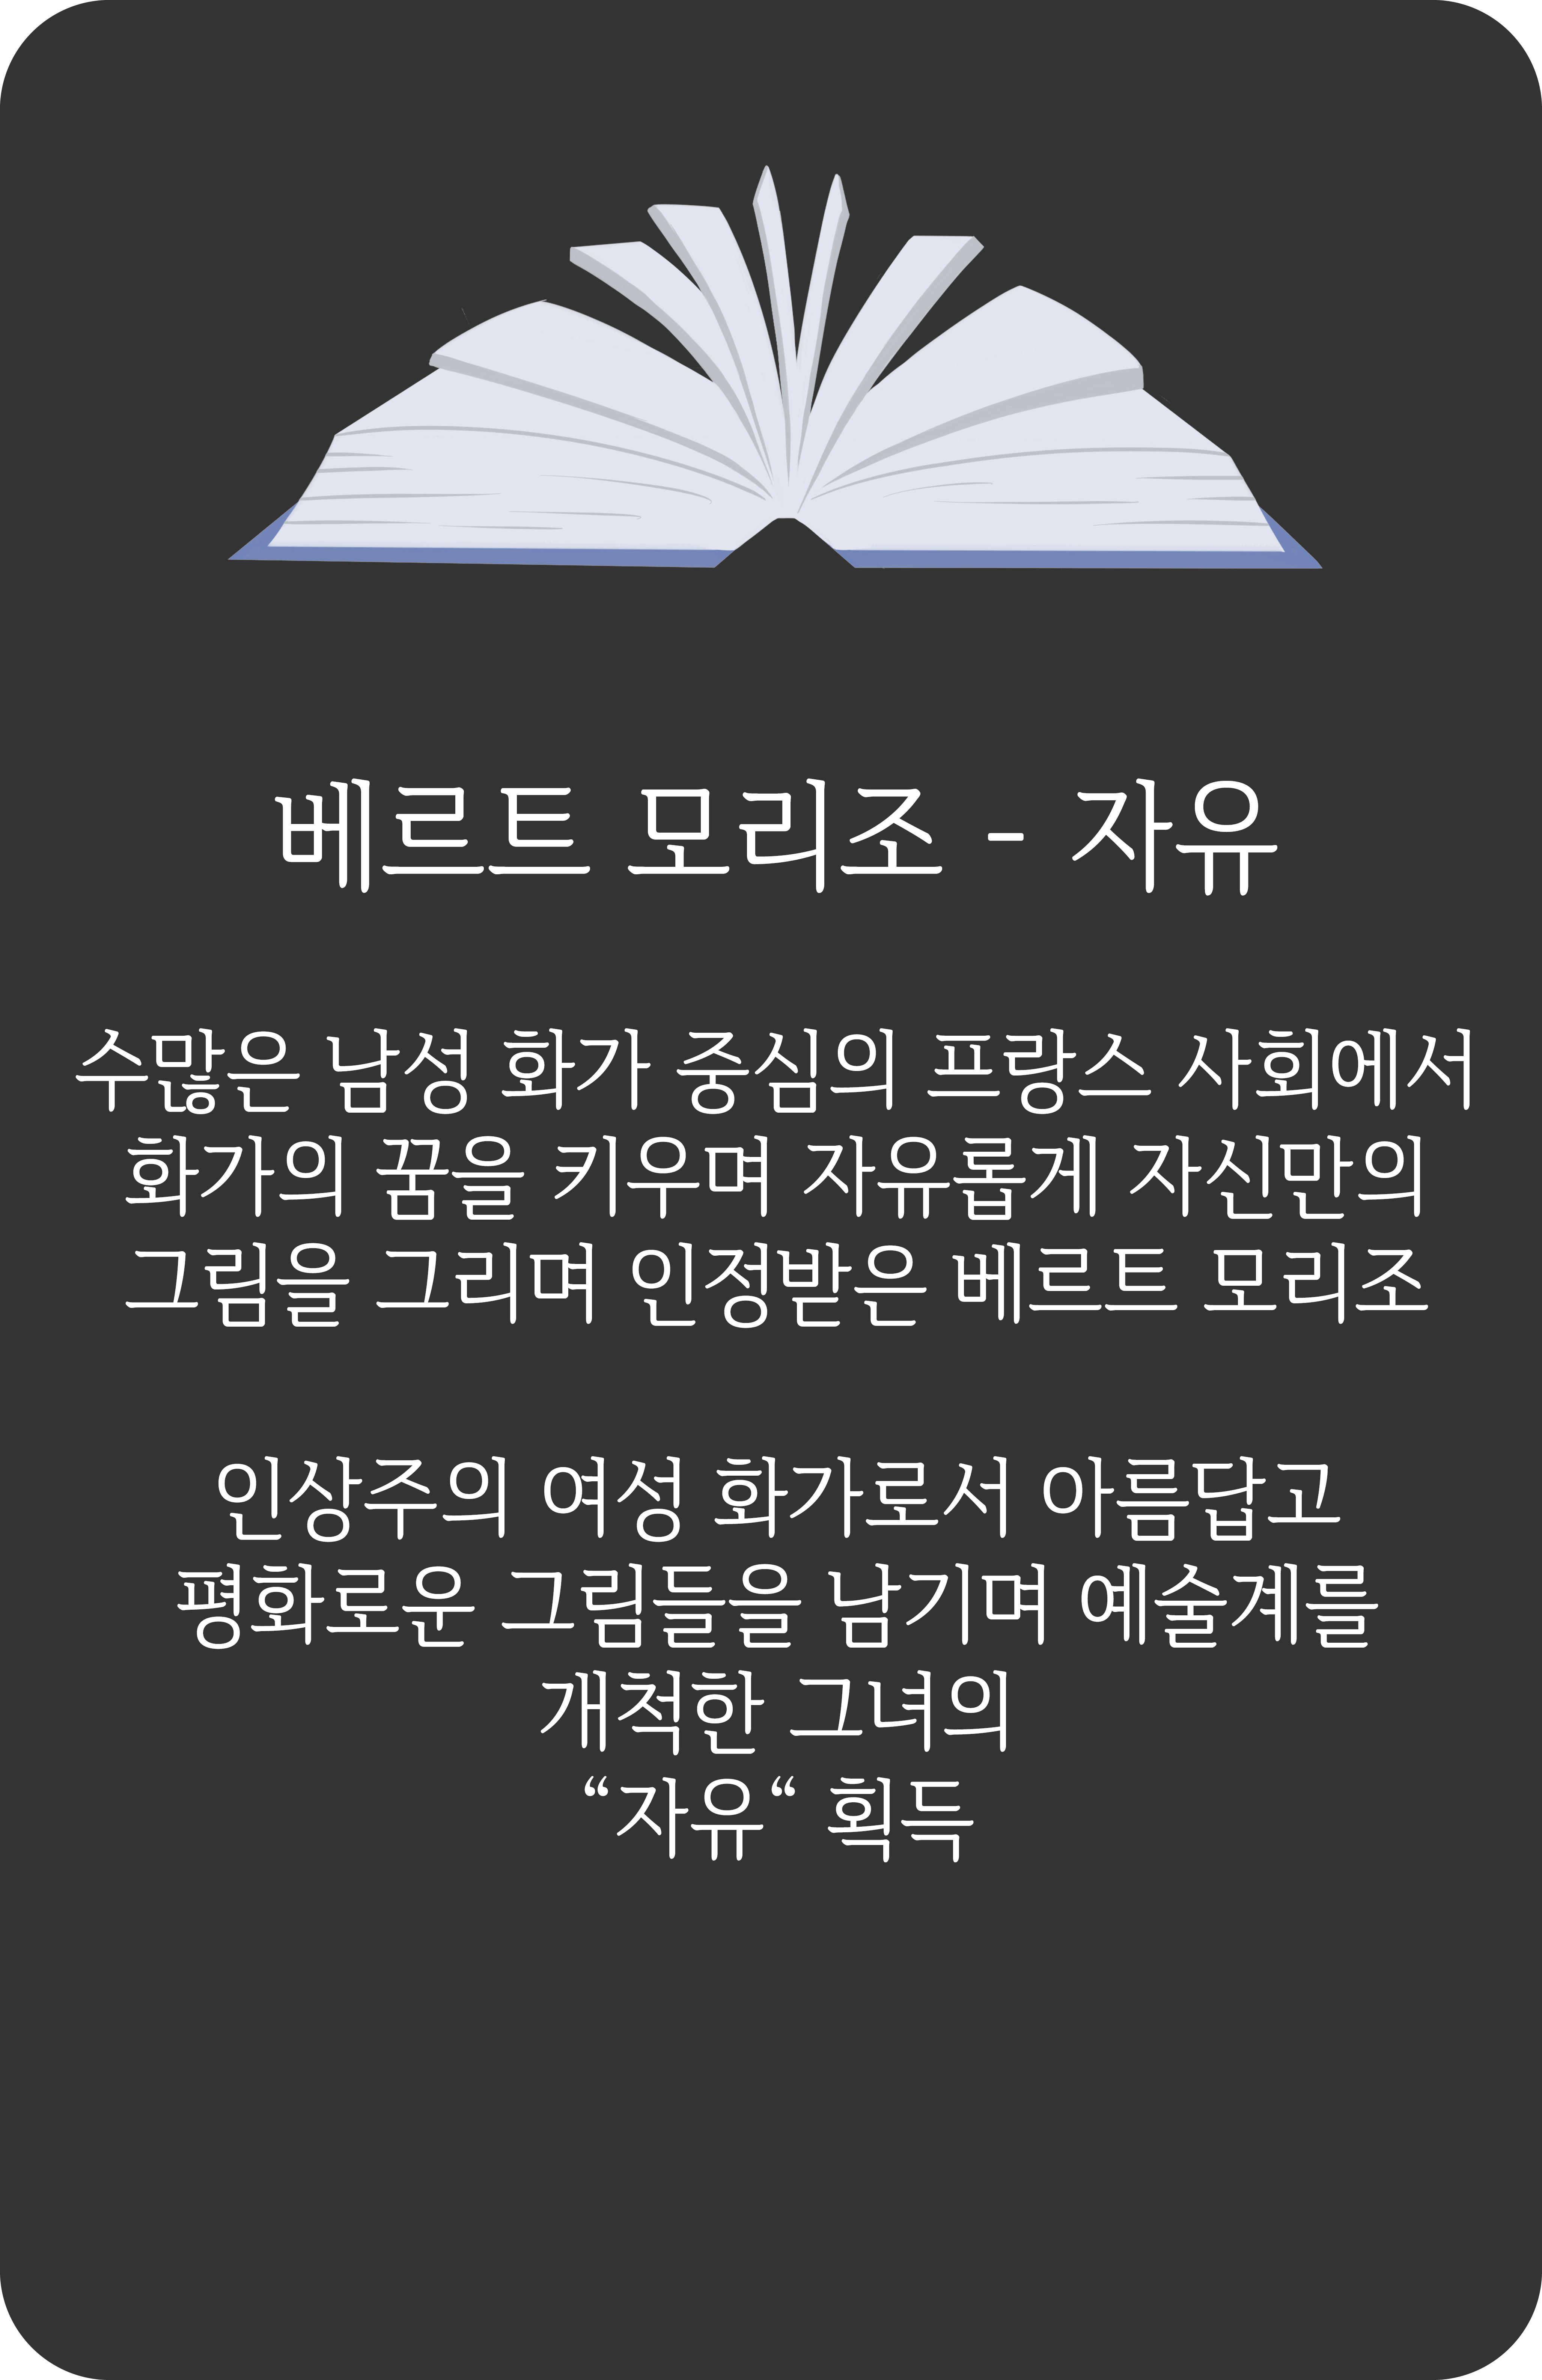 베르트 모리조 - 자유
수많은 남성 화가 중심의 프랑스 사회에서
화가의 꿈을 키우며 자유롭게 자신만의
그림을 그리며 인정받은 베르트 모리조
인상주의 여성 화가로서 아름답고
평화로운 그림들을 남기며 예술계를
개척한 그녀의
“자유“ 획득